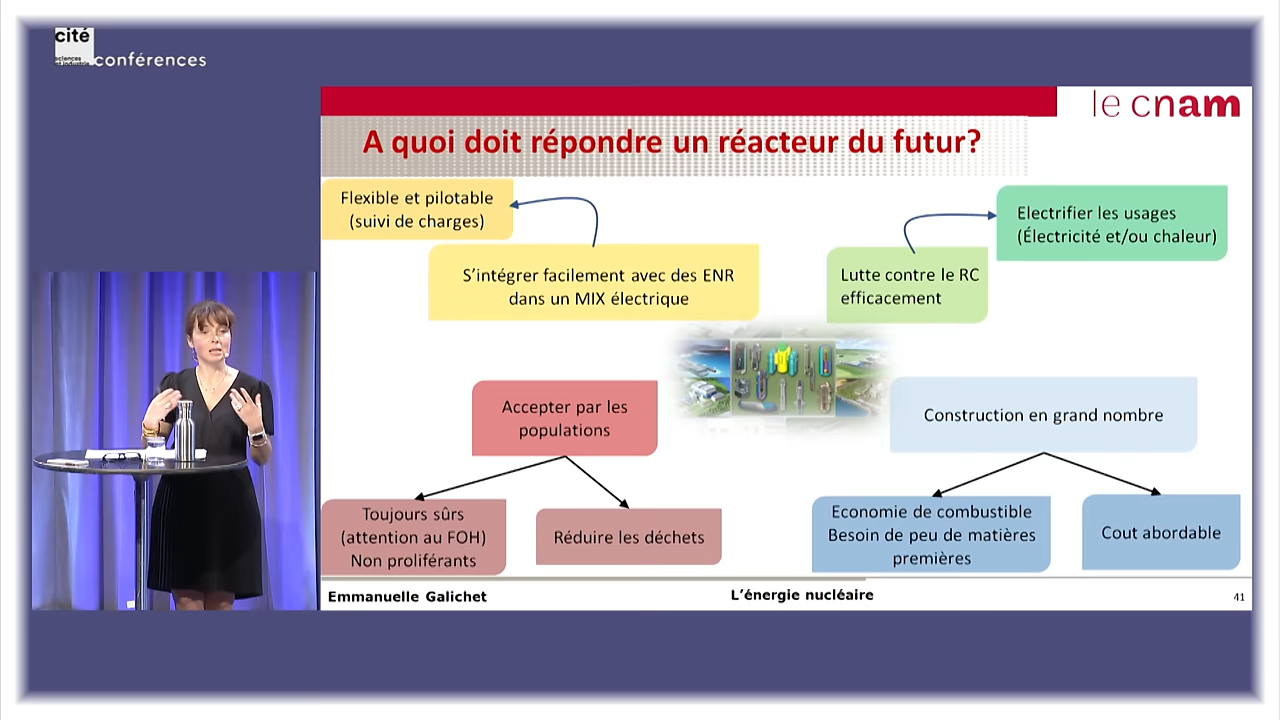 cité
sciences
et industrie
conférences
le cnam
A quoi doit répondre un réacteur du futur?
Flexible et pilotable
(suivi de charges)
Electrifier les usages
(Électricité et/ou chaleur)
S’intégrer facilement avec des ENR
dans un MIX électrique
Lutte contre le RC
efficacement
Accepter par les
populations
Construction en grand nombre
Toujours sûrs
(attention au FOH)
Non proliférants
Réduire les déchets
Economie de combustible
Besoin de peu de matières
premières
Cout abordable
Emmanuelle Galichet
L’énergie nucléaire
41